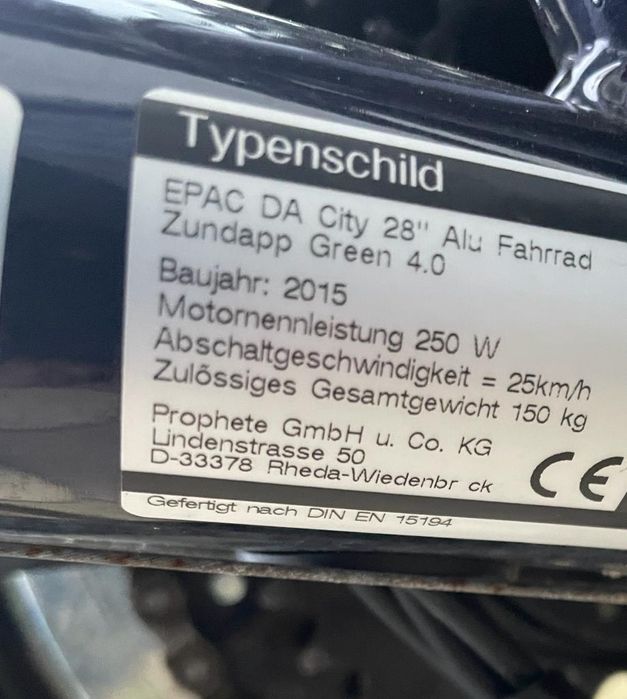 Typenschild
EPAC DA City 28" Alu Fahrrad
Zundapp Green 4.0
Baujahr: 2015
Motornennleistung 250 W
Abschaltgeschwindigkeit = 25km/h
Zulõssiges Gesamtgewicht 150 kg
Prophete GmbH u. Co. KG
Lindenstrasse 50
D-33378 Rheda-Wiedenbr ck
CE
Gefertigt nach DIN EN 15194